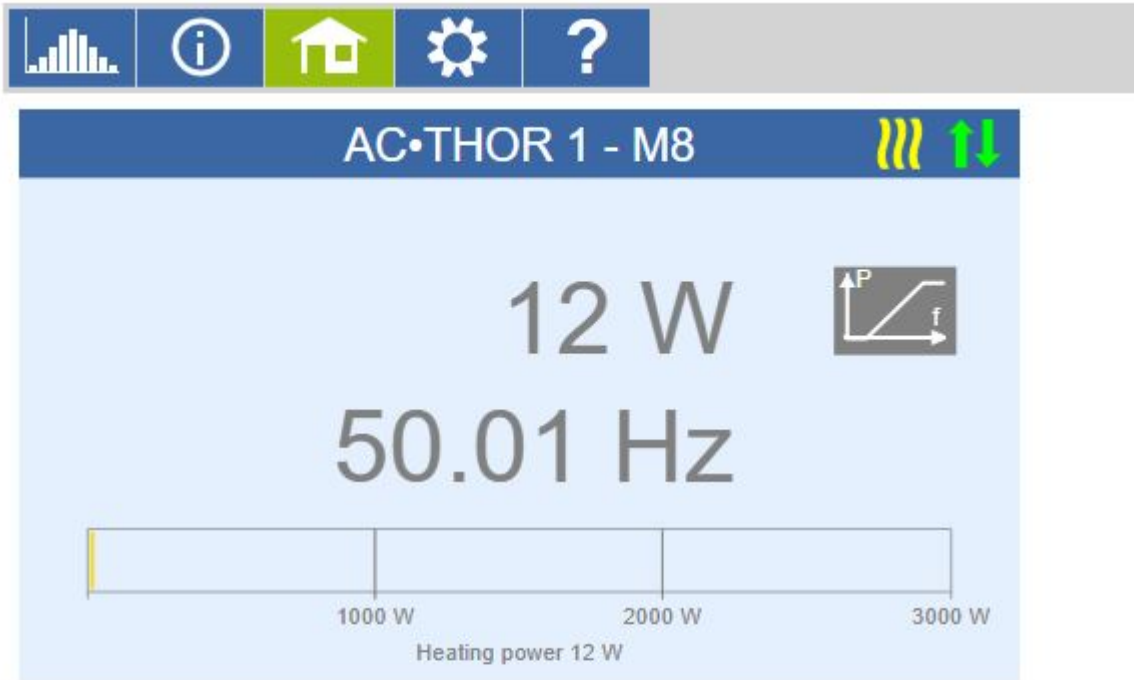 i
?
AC•THOR 1 - M8
12 W
P
f
50.01 Hz
1000 W 2000 W 3000 W
Heating power 12 W